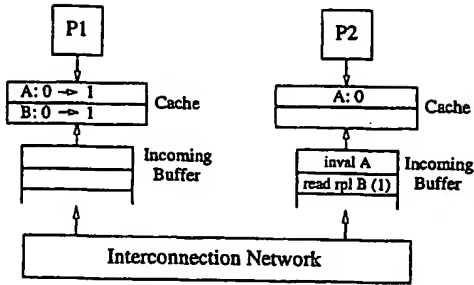 P1
P2
A: 0 → 1
B: 0 → 1
Cache
A: 0
Cache
Incoming
Buffer
inval A
read rpl B (1)
Incoming
Buffer
Interconnection Network